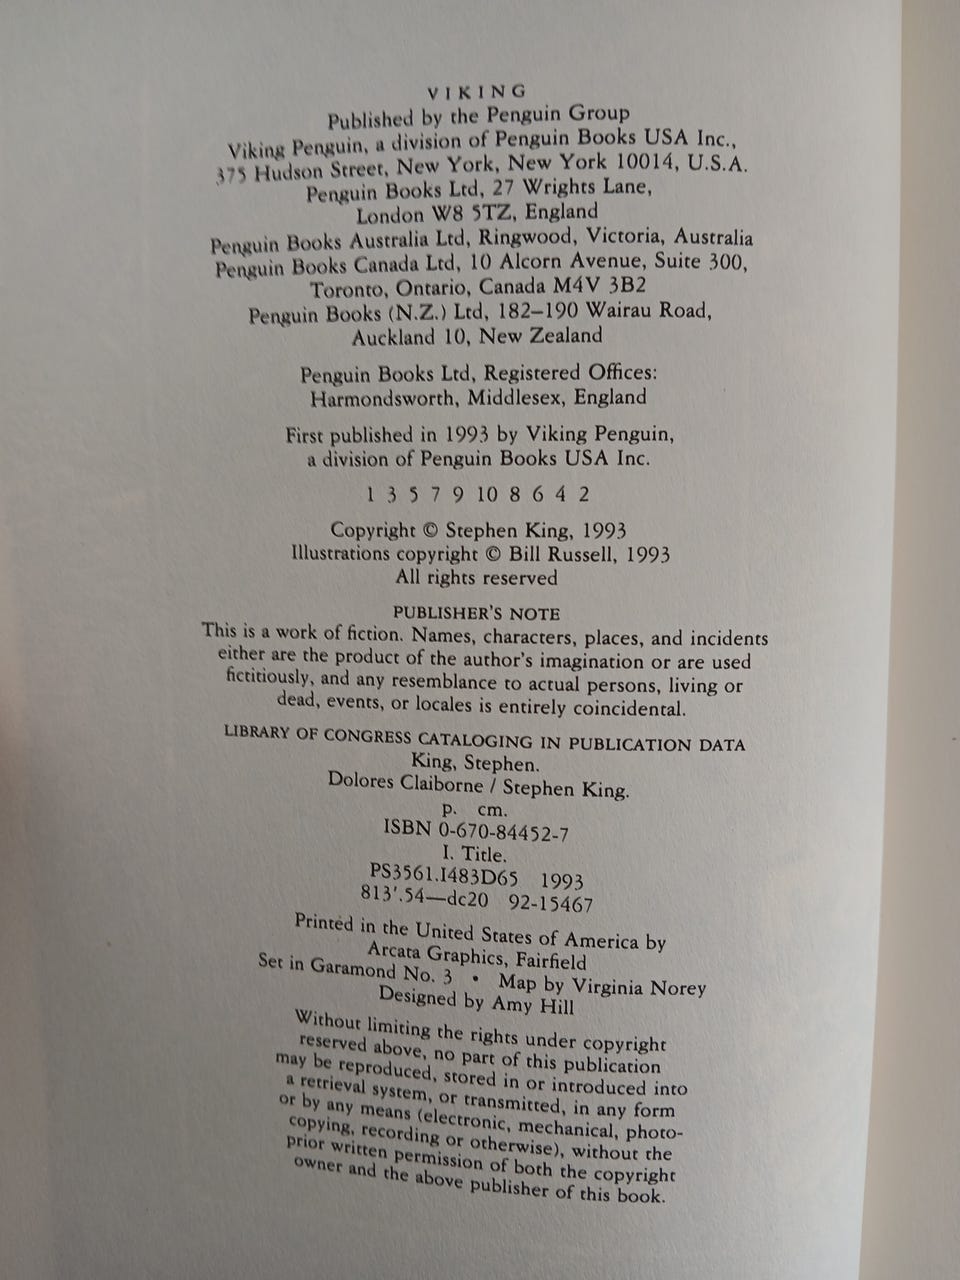 VIKING
Published by the Penguin Group
Viking Penguin, a division of Penguin Books USA Inc.,
375 Hudson Street, New York, New York 10014, U.S.A.
Penguin Books Ltd, 27 Wrights Lane,
London W8 5TZ, England
Penguin Books Australia Ltd, Ringwood, Victoria, Australia
Penguin Books Canada Ltd, 10 Alcorn Avenue, Suite 300,
Toronto, Ontario, Canada M4V 3B2
Penguin Books (N.Z.) Ltd, 182–190 Wairau Road,
Auckland 10, New Zealand
Penguin Books Ltd, Registered Offices:
Harmondsworth, Middlesex, England
First published in 1993 by Viking Penguin,
a division of Penguin Books USA Inc.
1 3 5 7 9 10 8 6 4 2
Copyright © Stephen King, 1993
Illustrations copyright © Bill Russell, 1993
All rights reserved
PUBLISHER'S NOTE
This is a work of fiction. Names, characters, places, and incidents
either are the product of the author's imagination or are used
fictitiously, and any resemblance to actual persons, living or
dead, events, or locales is entirely coincidental.
LIBRARY OF CONGRESS CATALOGING IN PUBLICATION DATA
King, Stephen.
Dolores Claiborne / Stephen King.
p. cm.
ISBN 0-670-84452-7
I. Title.
PS3561.I483D65 1993
813'.54—dc20 92-15467
Printed in the United States of America by
Arcata Graphics, Fairfield
Set in Garamond No. 3 • Map by Virginia Norey
Designed by Amy Hill
Without limiting the rights under copyright
reserved above, no part of this publication
may be reproduced, stored in or introduced into
a retrieval system, or transmitted, in any form
or by any means (electronic, mechanical, photo-
copying, recording or otherwise), without the
prior written permission of both the copyright
owner and the above publisher of this book.